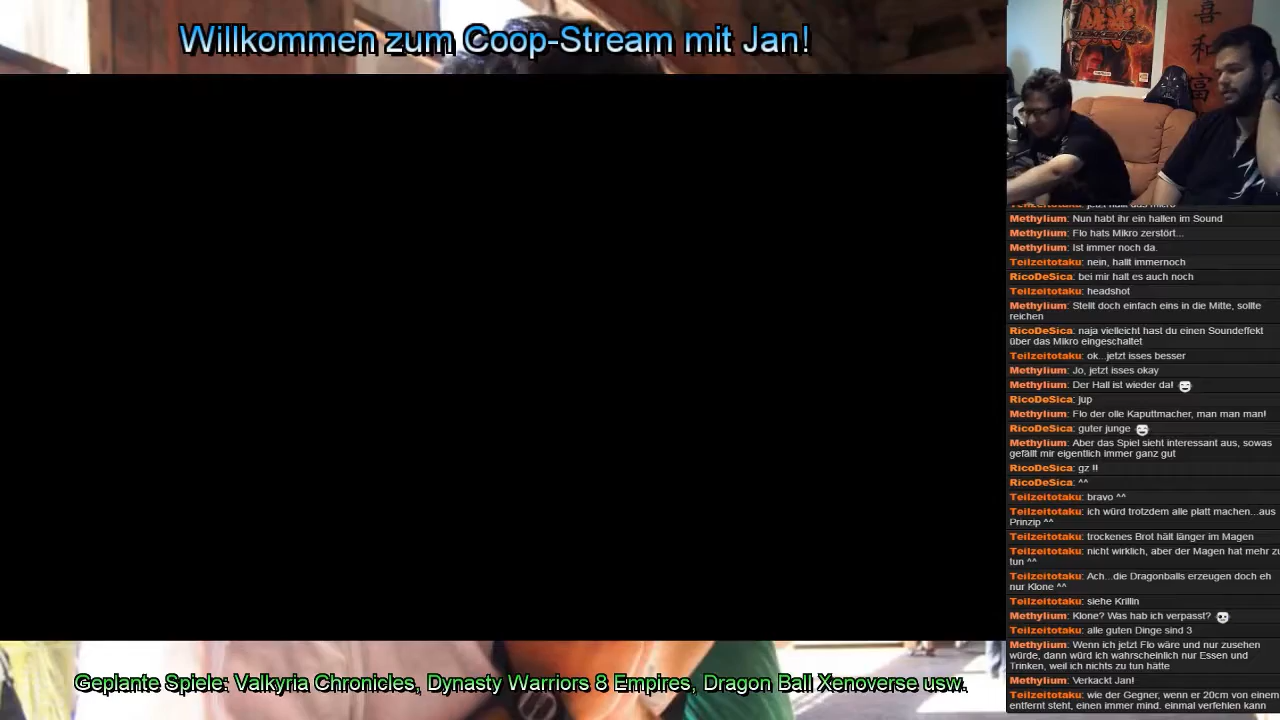 Willkommen zum Coop-Stream mit Jan!
喜
和
富
Methylium: Nun habt ihr ein hallen im Sound
Methylium: Flo hats Mikro zerstört...
Methylium: Ist immer noch da.
Teilzeitotaku: nein, hallt immernoch
RicoDeSica: bei mir halt es auch noch
Teilzeitotaku: headshot
Methylium: Stellt doch einfach eins in die Mitte, sollte
reichen
RicoDeSica: naja vielleicht hast du einen Soundeffekt
über das Mikro eingeschaltet
Teilzeitotaku: ok...jetzt isses besser
Methylium: Jo, jetzt isses okay
Methylium: Der Hall ist wieder da!
RicoDeSica: jup
Methylium: Flo der olle Kaputtmacher, man man man!
RicoDeSica: guter junge
Methylium: Aber das Spiel sieht interessant aus, sowas
gefällt mir eigentlich immer ganz gut
RicoDeSica: gz !!
RicoDeSica: ^^
Teilzeitotaku: bravo ^^
Teilzeitotaku: ich würd trotzdem alle platt machen...aus
Prinzip ^^
Teilzeitotaku: trockenes Brot hält länger im Magen
Teilzeitotaku: nicht wirklich, aber der Magen hat mehr zu
tun ^^
Teilzeitotaku: Ach...die Dragonballs erzeugen doch eh
nur Klone ^^
Teilzeitotaku: siehe Krillin
Methylium: Klone? Was hab ich verpasst?
Teilzeitotaku: alle guten Dinge sind 3
Methylium: Wenn ich jetzt Flo wäre und nur zusehen
würde, dann würd ich wahrscheinlich nur Essen und
Trinken, weil ich nichts zu tun hätte
Methylium: Verkackt Jan!
Teilzeitotaku: wie der Gegner, wenn er 20cm von einem
entfernt steht, einen immer mind. einmal verfehlen kann
Geplante Spiele: Valkyria Chronicles, Dynasty Warriors 8 Empires, Dragon Ball Xenoverse usw.